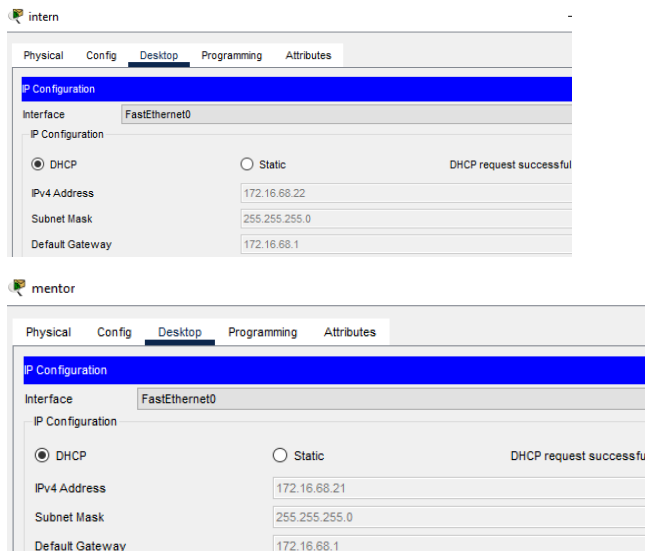 intern
Physical Config Desktop Programming Attributes
IP Configuration
Interface FastEthernet0
IP Configuration
DHCP Static DHCP request successful
IPv4 Address 172.16.68.22
Subnet Mask 255.255.255.0
Default Gateway 172.16.68.1
mentor
Physical Config Desktop Programming Attributes
IP Configuration
Interface FastEthernet0
IP Configuration
DHCP Static DHCP request successfu
IPv4 Address 172.16.68.21
Subnet Mask 255.255.255.0
Default Gateway 172.16.68.1